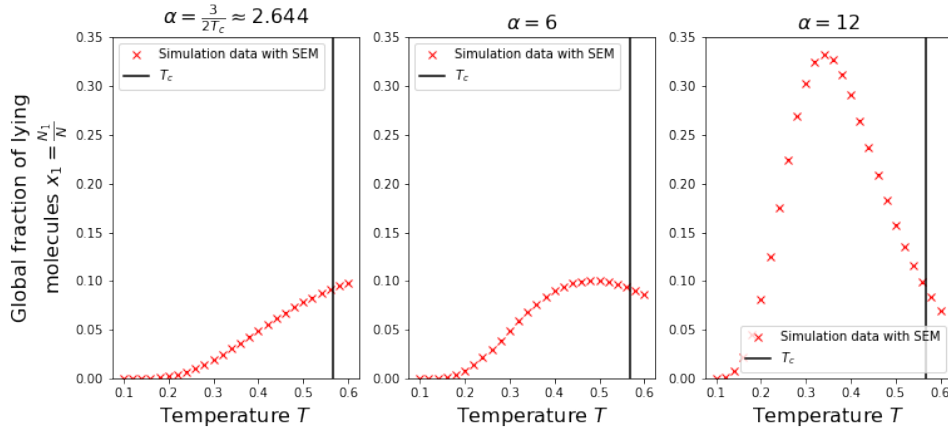 α = 3/2T_c ≈ 2.644
α = 6
α = 12
Global fraction of lying
molecules x₁ = N₁/N
0.35
0.30
0.25
0.20
0.15
0.10
0.05
0.00
Simulation data with SEM
T_c
0.1 0.2 0.3 0.4 0.5 0.6
Temperature T
0.35
0.30
0.25
0.20
0.15
0.10
0.05
0.00
Simulation data with SEM
T_c
0.1 0.2 0.3 0.4 0.5 0.6
Temperature T
0.35
0.30
0.25
0.20
0.15
0.10
0.05
0.00
Simulation data with SEM
T_c
0.1 0.2 0.3 0.4 0.5 0.6
Temperature T